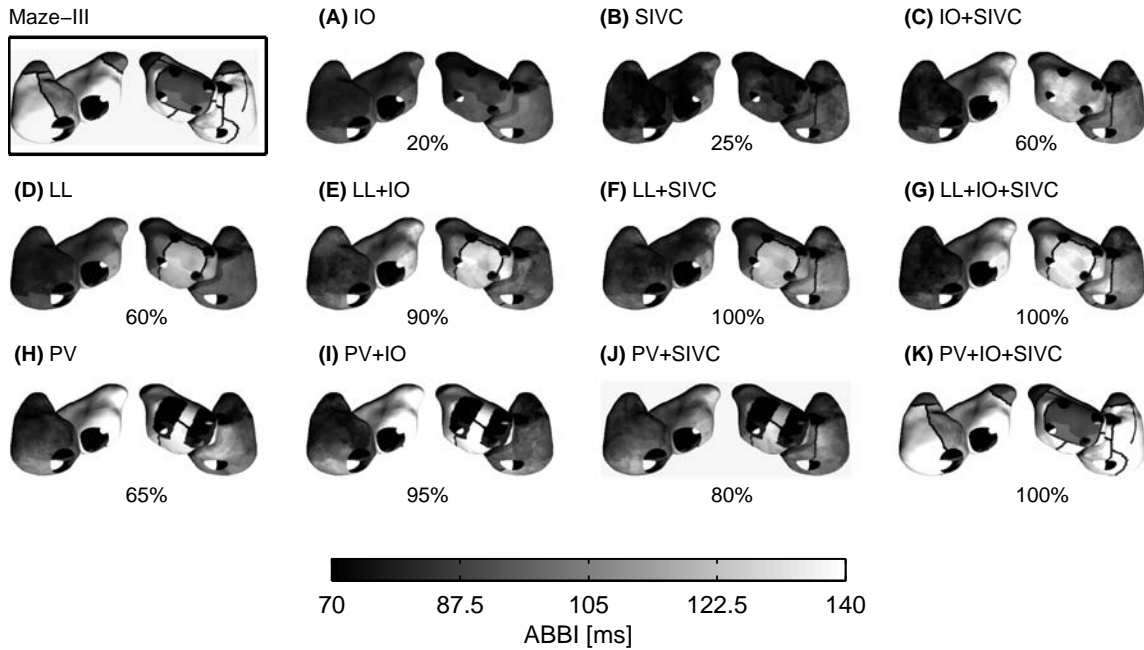 Maze–III
(A) IO
(B) SIVC
(C) IO+SIVC
20%
25%
60%
(D) LL
(E) LL+IO
(F) LL+SIVC
(G) LL+IO+SIVC
60%
90%
100%
100%
(H) PV
(I) PV+IO
(J) PV+SIVC
(K) PV+IO+SIVC
65%
95%
80%
100%
70 87.5 105 122.5 140
ABBI [ms]